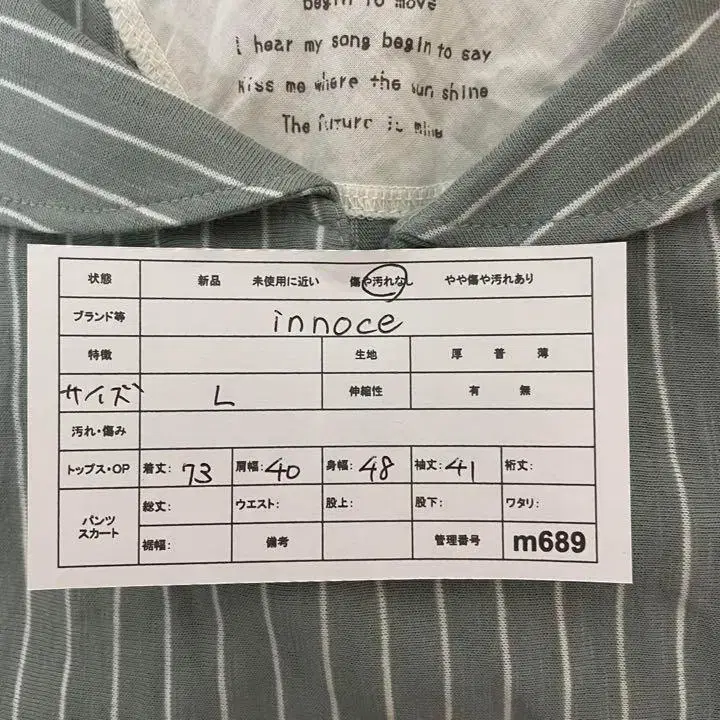 begin to move
i hear my song begin to say
kiss me where the sun shine
The future is mine
状態 新品 未使用に近い 傷や汚れなし やや傷や汚れあり
ブランド等 innoce
特徴 生地 厚 普 薄
サイズ L 伸縮性 有 無
汚れ・傷み
トップス・OP 着丈: 73 肩幅: 40 身幅: 48 袖丈: 41 裄丈:
パンツ スカート 総丈: ウエスト: 股上: 股下: ワタリ:
裾幅: 備考 管理番号 m689